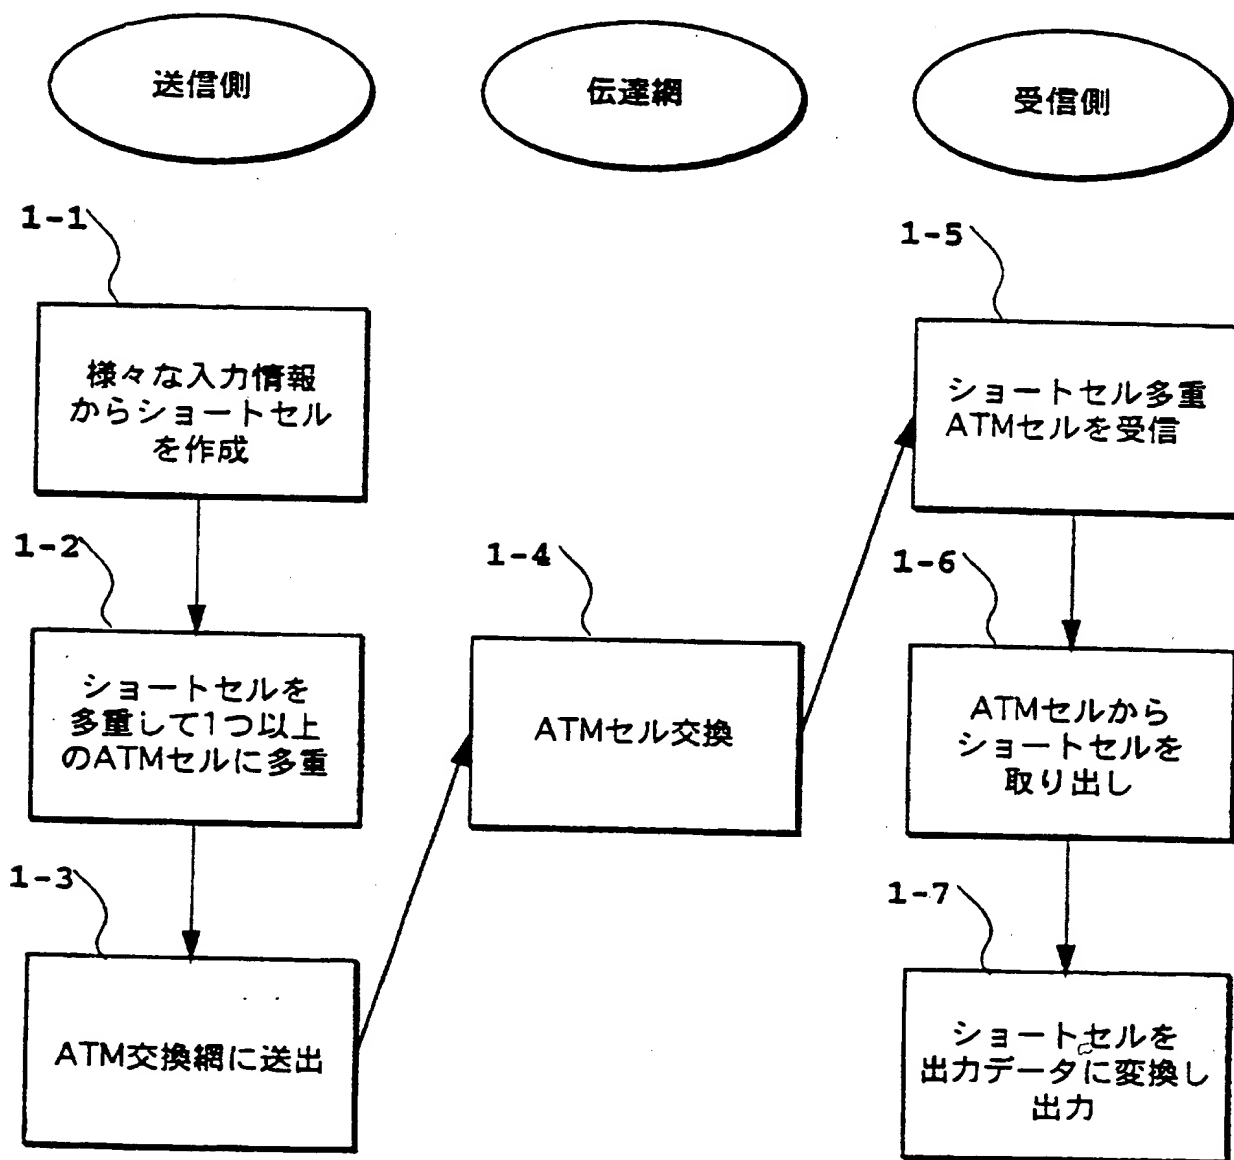 送信側
伝達網
受信側
1-1
様々な入力情報
からショートセル
を作成
1-2
ショートセルを
多重して1つ以上
のATMセルに多重
1-3
ATM交換網に送出
1-4
ATMセル交換
1-5
ショートセル多重
ATMセルを受信
1-6
ATMセルから
ショートセルを
取り出し
1-7
ショートセルを
出力データに変換し
出力